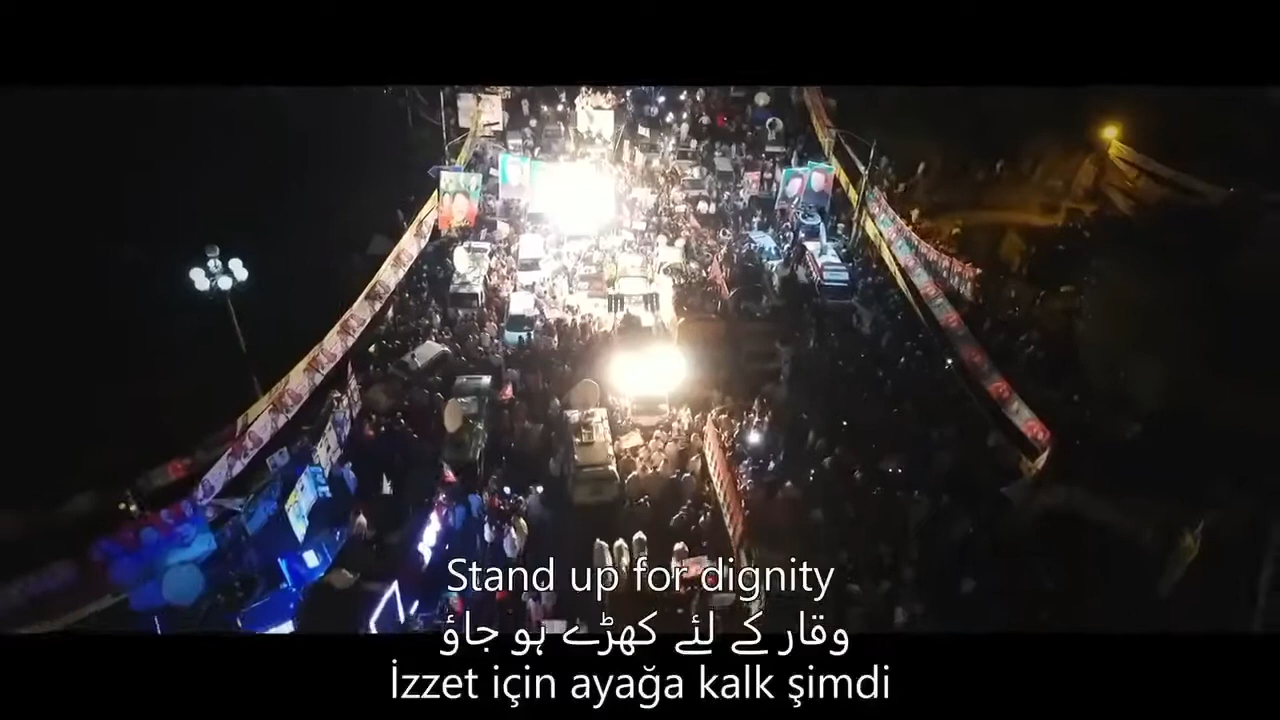 Stand up for dignity
وقار کے لئے کھڑے ہو جاؤ
İzzet için ayağa kalk şimdi